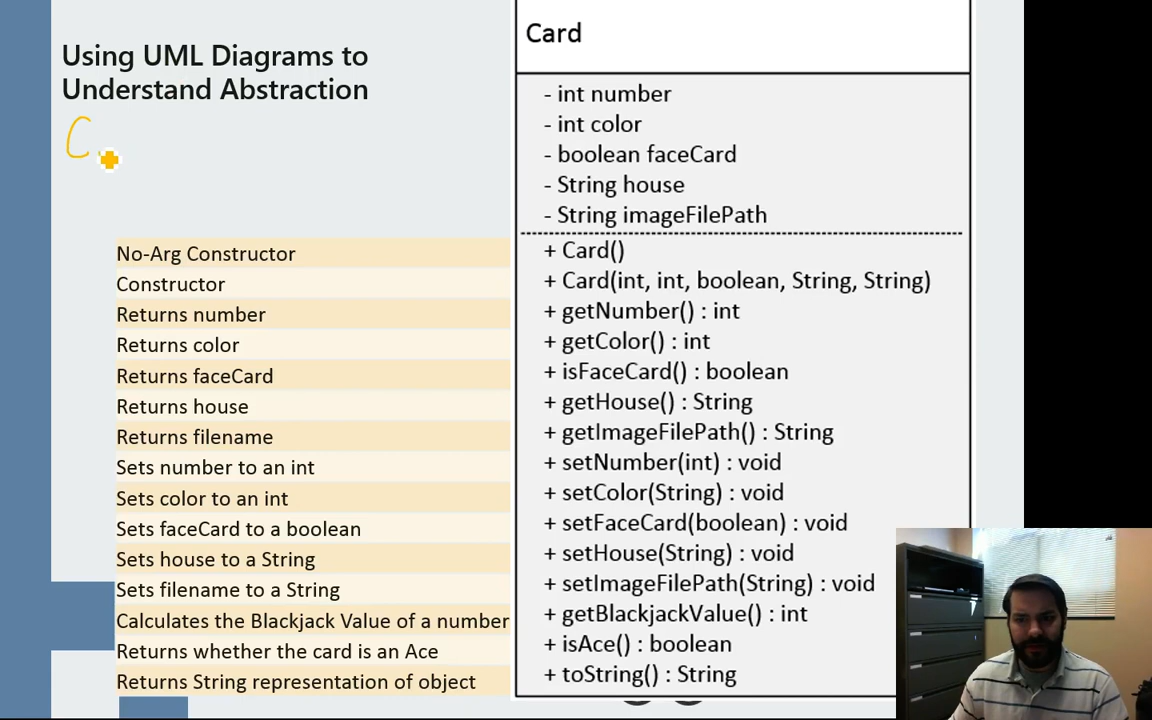 Using UML Diagrams to
Understand Abstraction
C
No-Arg Constructor
Constructor
Returns number
Returns color
Returns faceCard
Returns house
Returns filename
Sets number to an int
Sets color to an int
Sets faceCard to a boolean
Sets house to a String
Sets filename to a String
Calculates the Blackjack Value of a number
Returns whether the card is an Ace
Returns String representation of object
Card
- int number
- int color
- boolean faceCard
- String house
- String imageFilePath
+ Card()
+ Card(int, int, boolean, String, String)
+ getNumber() : int
+ getColor() : int
+ isFaceCard() : boolean
+ getHouse() : String
+ getImageFilePath() : String
+ setNumber(int) : void
+ setColor(String) : void
+ setFaceCard(boolean) : void
+ setHouse(String) : void
+ setImageFilePath(String) : void
+ getBlackjackValue() : int
+ isAce() : boolean
+ toString() : String